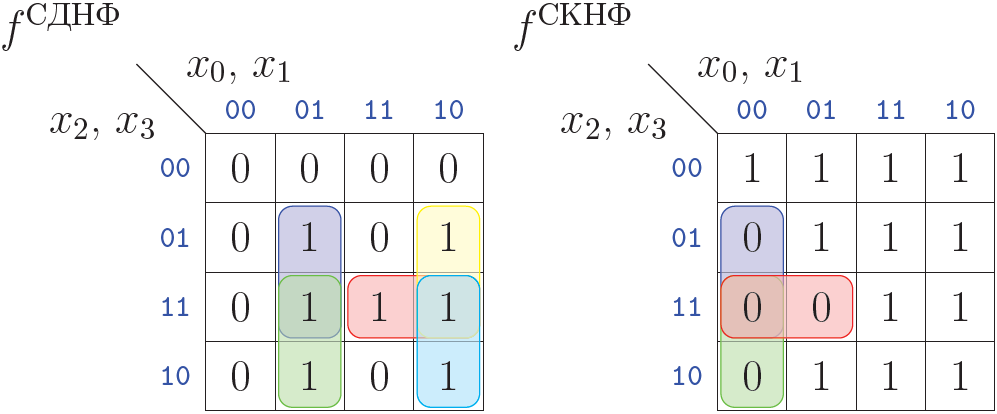 f^СДНФ f^СКНФ
x₀, x₁ x₀, x₁
00 01 11 10 00 01 11 10
x₂, x₃ x₂, x₃
00 0 0 0 0 00 1 1 1 1
01 0 1 0 1 01 0 1 1 1
11 0 1 1 1 11 0 0 1 1
10 0 1 0 1 10 0 1 1 1